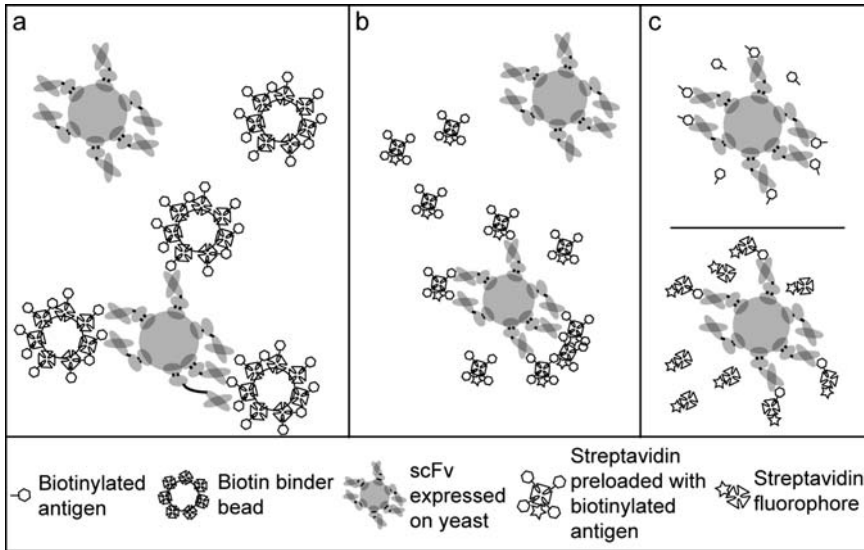 a
b
c
Biotinylated
antigen
Biotin binder
bead
scFv
expressed
on yeast
Streptavidin
preloaded with
biotinylated
antigen
Streptavidin
fluorophore